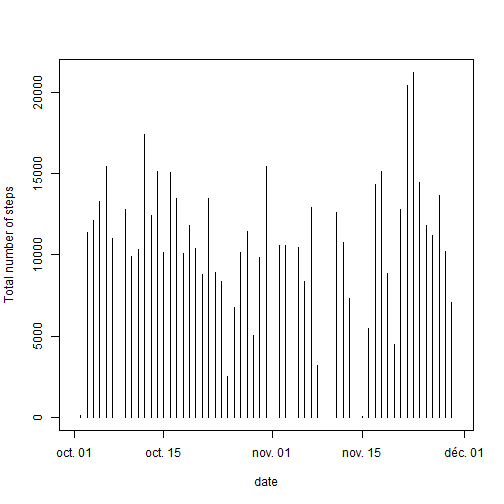 Total number of steps
20000
15000
10000
5000
0
oct. 01
oct. 15
nov. 01
nov. 15
déc. 01
date